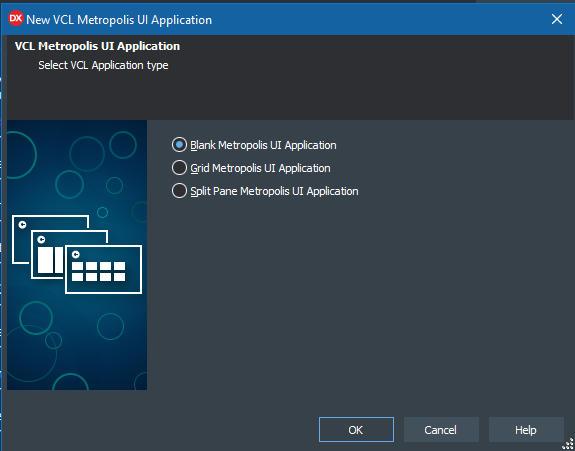 DX New VCL Metropolis UI Application
VCL Metropolis UI Application
Select VCL Application type
Blank Metropolis UI Application
Grid Metropolis UI Application
Split Pane Metropolis UI Application
OK Cancel Help